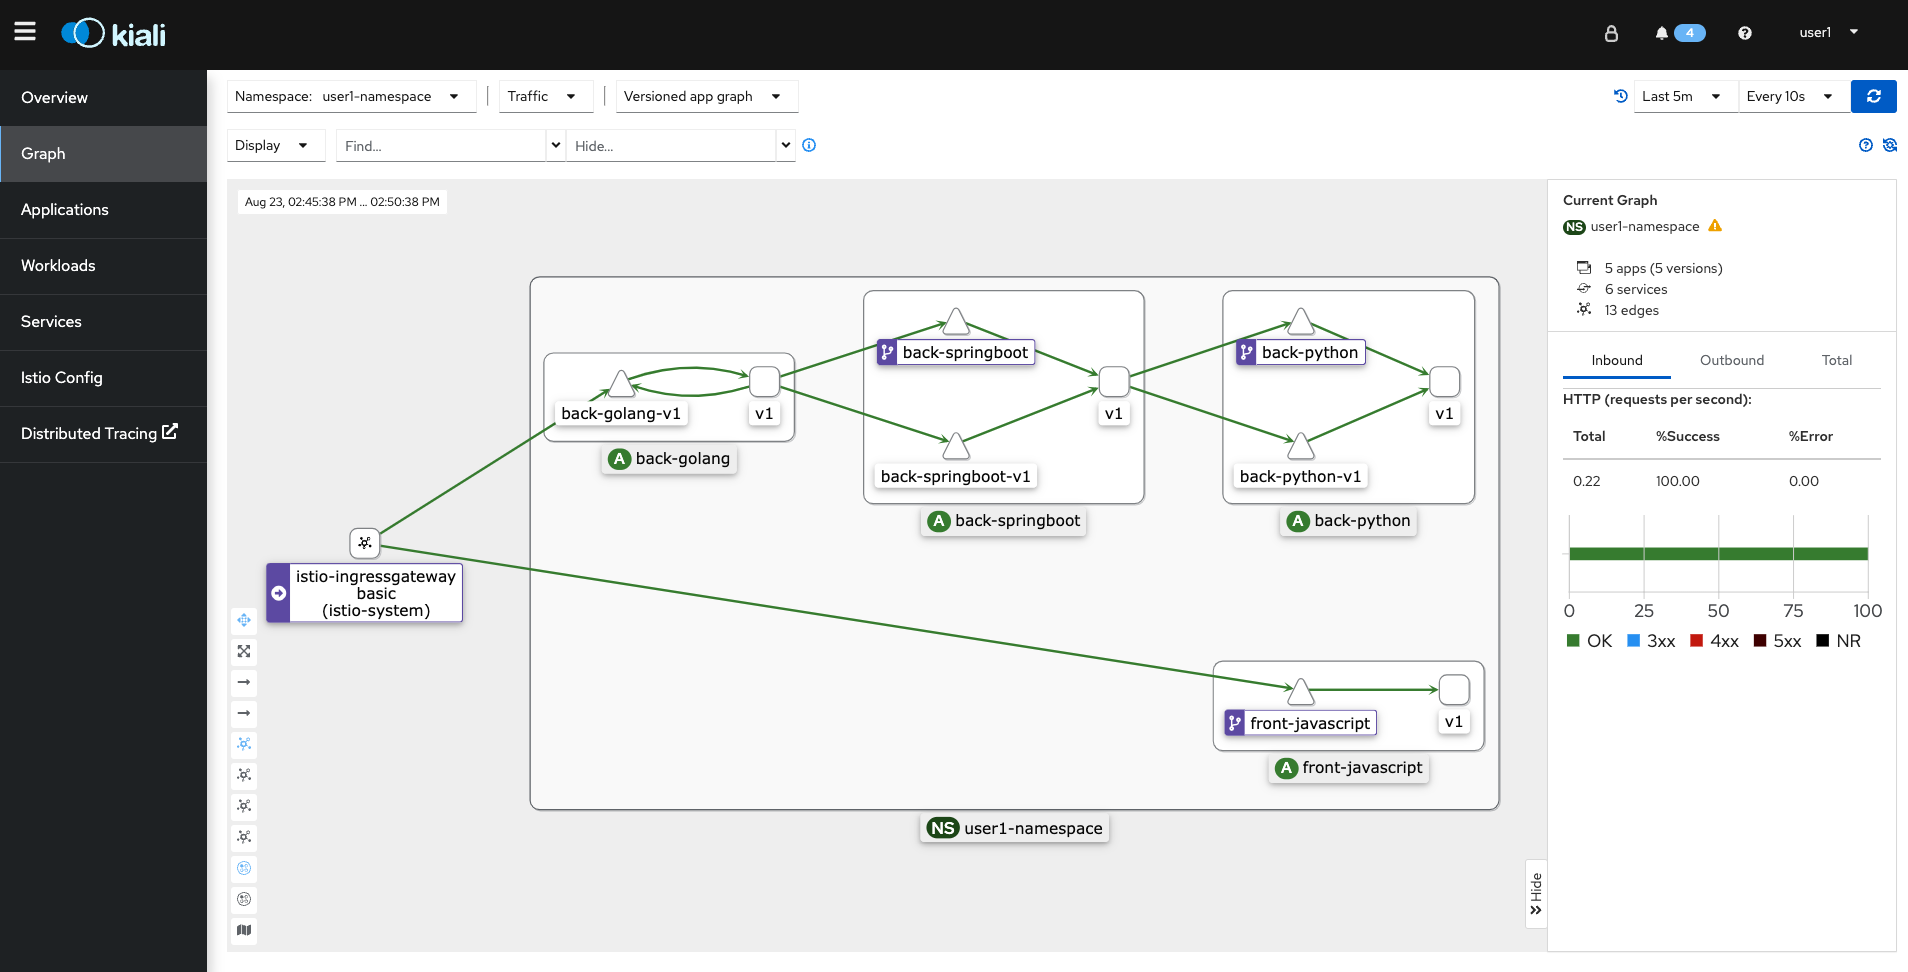 kiali
4
user1
Overview
Graph
Applications
Workloads
Services
Istio Config
Distributed Tracing
Namespace: user1-namespace
Traffic
Versioned app graph
Last 5m
Every 10s
Display
Find...
Hide...
Aug 23, 02:45:38 PM ... 02:50:38 PM
back-springboot
back-python
back-golang-v1
v1
v1
v1
A back-golang
back-springboot-v1
back-python-v1
A back-springboot
A back-python
istio-ingressgateway
basic
(istio-system)
front-javascript
v1
A front-javascript
NS user1-namespace
Hide
Current Graph
NS user1-namespace
5 apps (5 versions)
6 services
13 edges
Inbound Outbound Total
HTTP (requests per second):
Total %Success %Error
0.22 100.00 0.00
0 25 50 75 100
OK 3xx 4xx 5xx NR